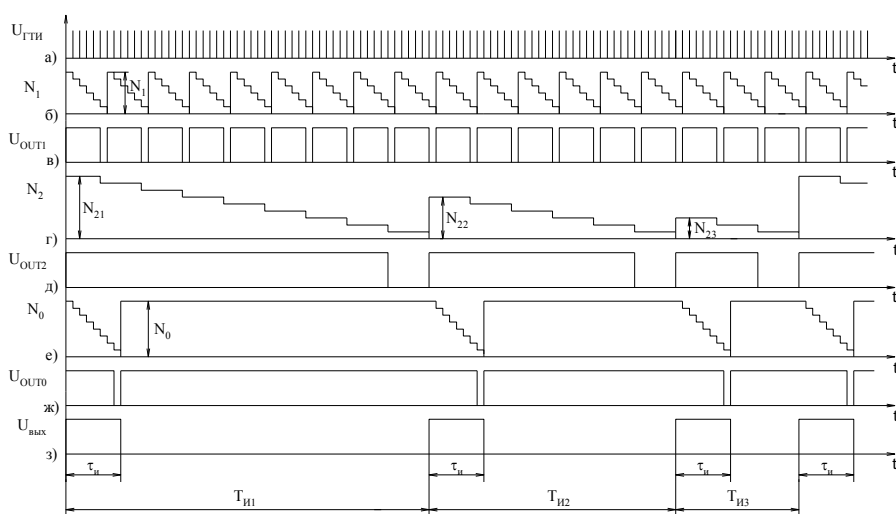 U_ГТИ
а)
t
N_1
N_1
б)
t
U_OUT1
в)
t
N_2
N_21
N_22
N_23
г)
t
U_OUT2
д)
t
N_0
N_0
е)
t
U_OUT0
ж)
t
U_вых
з)
t
τ_и τ_и τ_и τ_и
T_И1 T_И2 T_И3